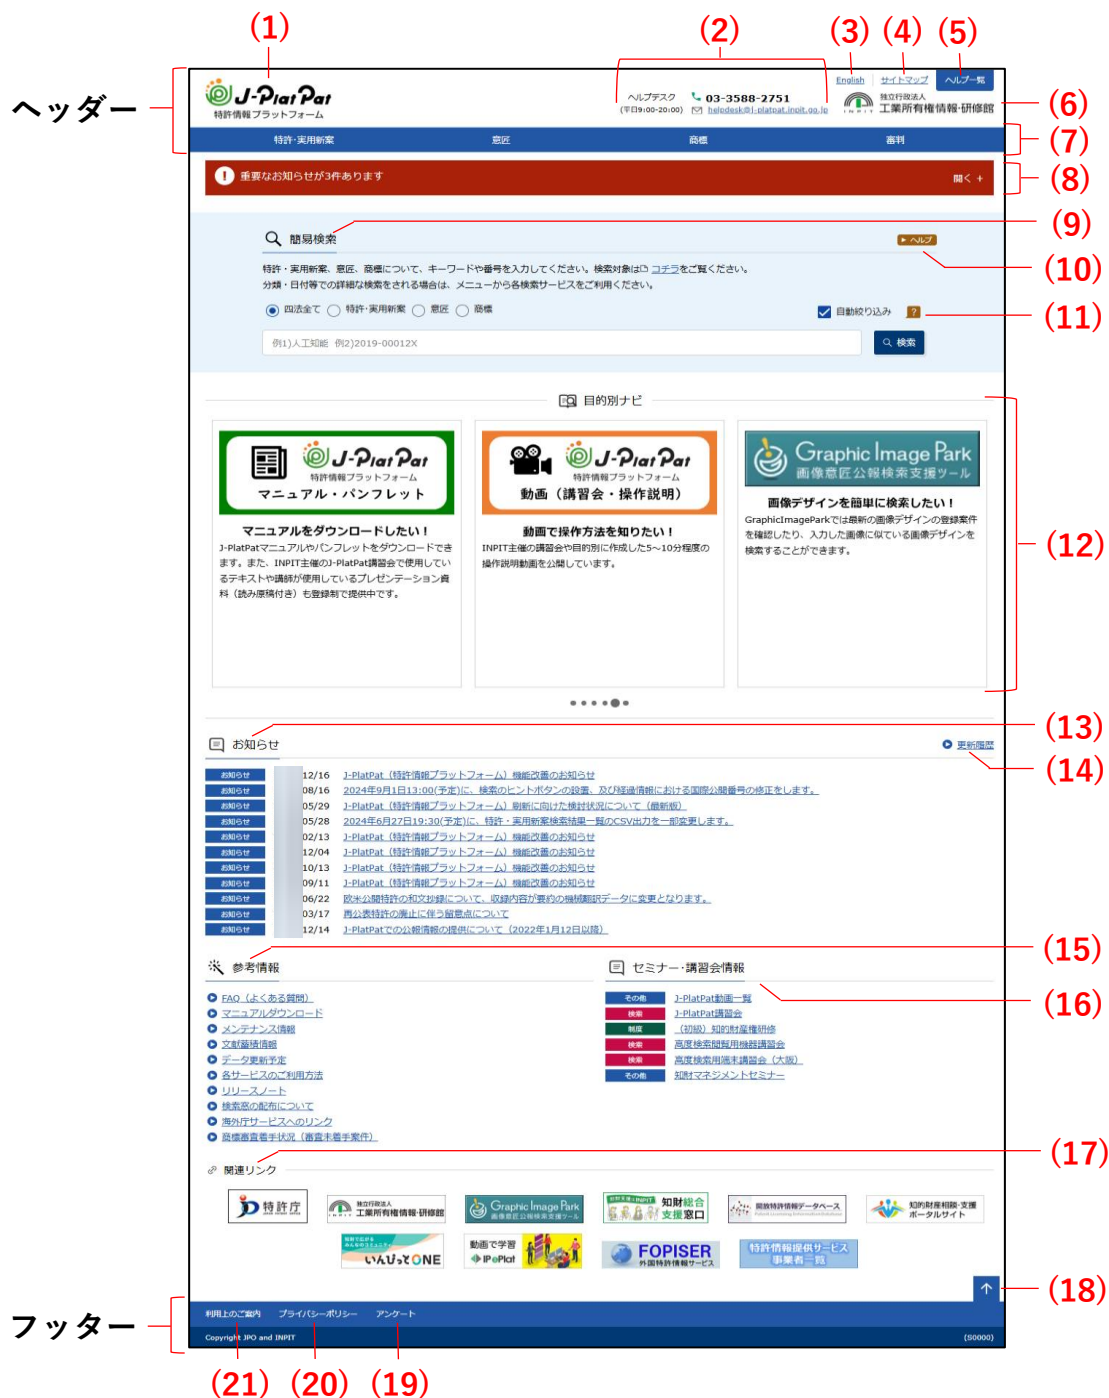 (1)
(2)
(3)
(4)
(5)
ヘッダー
J-PlatPat
特許情報プラットフォーム
ヘルプデスク
(平日9:00-20:00)
03-3588-2751
helpdesk@j-platpat.inpit.go.jp
English
サイトマップ
ヘルプ一覧
INPIT
独立行政法人
工業所有権情報・研修館
(6)
特許・実用新案
意匠
商標
審判
(7)
重要なお知らせが3件あります
開く +
(8)
簡易検索
(9)
ヘルプ
(10)
特許・実用新案、意匠、商標について、キーワードや番号を入力してください。検索対象は コチラをご覧ください。
分類・日付等での詳細な検索をされる場合は、メニューから各検索サービスをご利用ください。
四法全て
特許・実用新案
意匠
商標
自動絞り込み
?
(11)
例1)人工知能 例2)2019-00012X
検索
目的別ナビ
(12)
J-PlatPat
特許情報プラットフォーム
マニュアル・パンフレット
マニュアルをダウンロードしたい！
J-PlatPatマニュアルやパンフレットをダウンロードでき
ます。また、INPIT主催のJ-PlatPat講習会で使用してい
るテキストや講師が使用しているプレゼンテーション資
料（読み原稿付き）も登録制で提供中です。
J-PlatPat
特許情報プラットフォーム
動画（講習会・操作説明）
動画で操作方法を知りたい！
INPIT主催の講習会や目的別に作成した5～10分程度の
操作説明動画を公開しています。
Graphic Image Park
画像意匠公報検索支援ツール
画像デザインを簡単に検索したい！
GraphicImageParkでは最新の画像デザインの登録案件
を確認したり、入力した画像に似ている画像デザインを
検索することができます。
お知らせ
(13)
更新履歴
(14)
お知らせ 12/16 J-PlatPat（特許情報プラットフォーム）機能改善のお知らせ
お知らせ 08/16 2024年9月1日13:00(予定)に、検索のヒントボタンの設置、及び経過情報における国際公開番号の修正をします。
お知らせ 05/29 J-PlatPat（特許情報プラットフォーム）刷新に向けた検討状況について（最新版）
お知らせ 05/28 2024年6月27日19:30(予定)に、特許・実用新案検索結果一覧のCSV出力を一部変更します。
お知らせ 02/13 J-PlatPat（特許情報プラットフォーム）機能改善のお知らせ
お知らせ 12/04 J-PlatPat（特許情報プラットフォーム）機能改善のお知らせ
お知らせ 10/13 J-PlatPat（特許情報プラットフォーム）機能改善のお知らせ
お知らせ 09/11 J-PlatPat（特許情報プラットフォーム）機能改善のお知らせ
お知らせ 06/22 欧米公開特許の和文抄録について、収録内容が要約の機械翻訳データに変更となります。
お知らせ 03/17 再公表特許の廃止に伴う留意点について
お知らせ 12/14 J-PlatPatでの公報情報の提供について（2022年1月12日以降）
参考情報
(15)
FAQ（よくある質問）
マニュアルダウンロード
メンテナンス情報
文献蓄積情報
データ更新予定
各サービスのご利用方法
リリースノート
検索窓の配布について
海外庁サービスへのリンク
商標審査着手状況（審査未着手案件）
セミナー・講習会情報
(16)
その他 J-PlatPat動画一覧
検索 J-PlatPat講習会
制度 （初級）知的財産権研修
検索 高度検索閲覧用機器講習会
検索 高度検索用端末講習会（大阪）
その他 知財マネジメントセミナー
関連リンク
(17)
特許庁
INPIT
独立行政法人
工業所有権情報・研修館
Graphic Image Park
画像意匠公報検索支援ツール
知財総合
支援窓口
開放特許情報データベース
知的財産相談・支援
ポータルサイト
いんぴっとONE
動画で学習
IP ePlat
FOPISER
外国特許情報サービス
特許情報提供サービス
事業者一覧
(18)
フッター
利用上のご案内
プライバシーポリシー
アンケート
Copyright JPO and INPIT
(S0000)
(21)
(20)
(19)